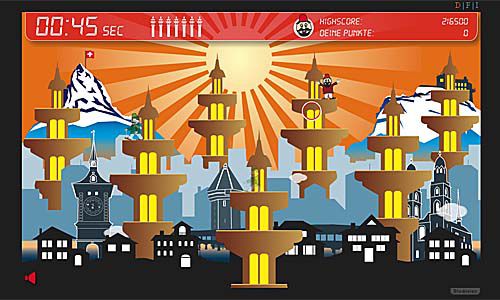 D | F | I
00:45 SEC
HIGHSCORE: 216500
DEINE PUNKTE: 0